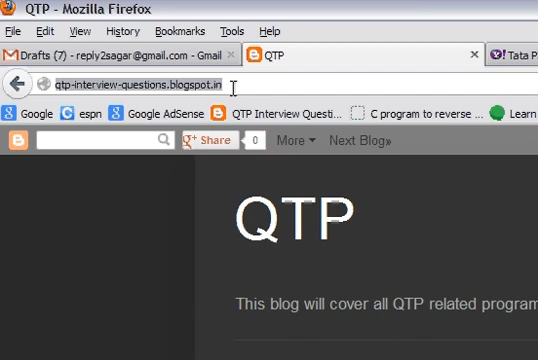 QTP - Mozilla Firefox
File Edit View History Bookmarks Tools Help
Drafts (7) - reply2sagar@gmail.com - Gmail × QTP × Y! Tata P
qtp-interview-questions.blogspot.in
Google espn Google AdSense QTP Interview Questi... C program to reverse ... Learn
g+ Share 0 More Next Blog»
QTP
This blog will cover all QTP related program